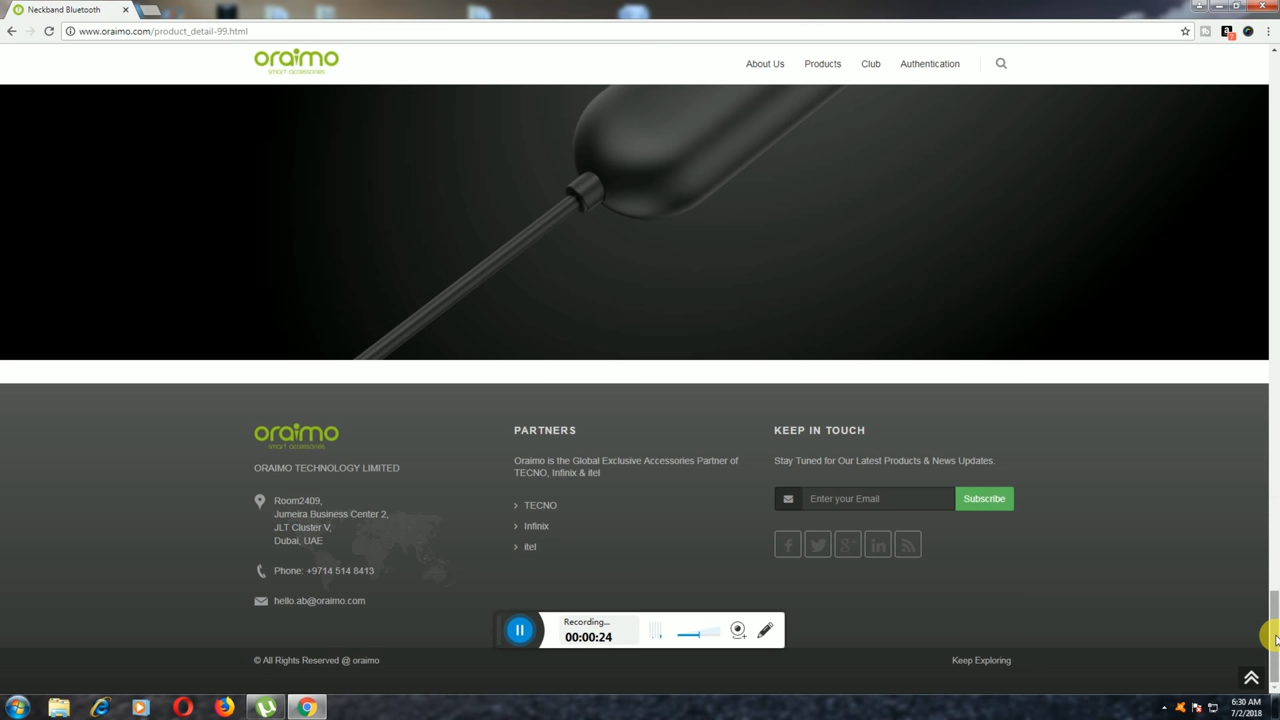 Neckband Bluetooth
www.oraimo.com/product_detail-99.html
oraimo
smart accessories
About Us
Products
Club
Authentication
oraimo
smart accessories
ORAIMO TECHNOLOGY LIMITED
Room2409,
Jumeira Business Center 2,
JLT Cluster V,
Dubai, UAE
Phone: +9714 514 8413
hello.ab@oraimo.com
PARTNERS
Oraimo is the Global Exclusive Accessories Partner of
TECNO, Infinix & itel
TECNO
Infinix
itel
KEEP IN TOUCH
Stay Tuned for Our Latest Products & News Updates.
Enter your Email
Subscribe
Recording...
00:00:24
© All Rights Reserved @ oraimo
Keep Exploring
6:30 AM
7/2/2018